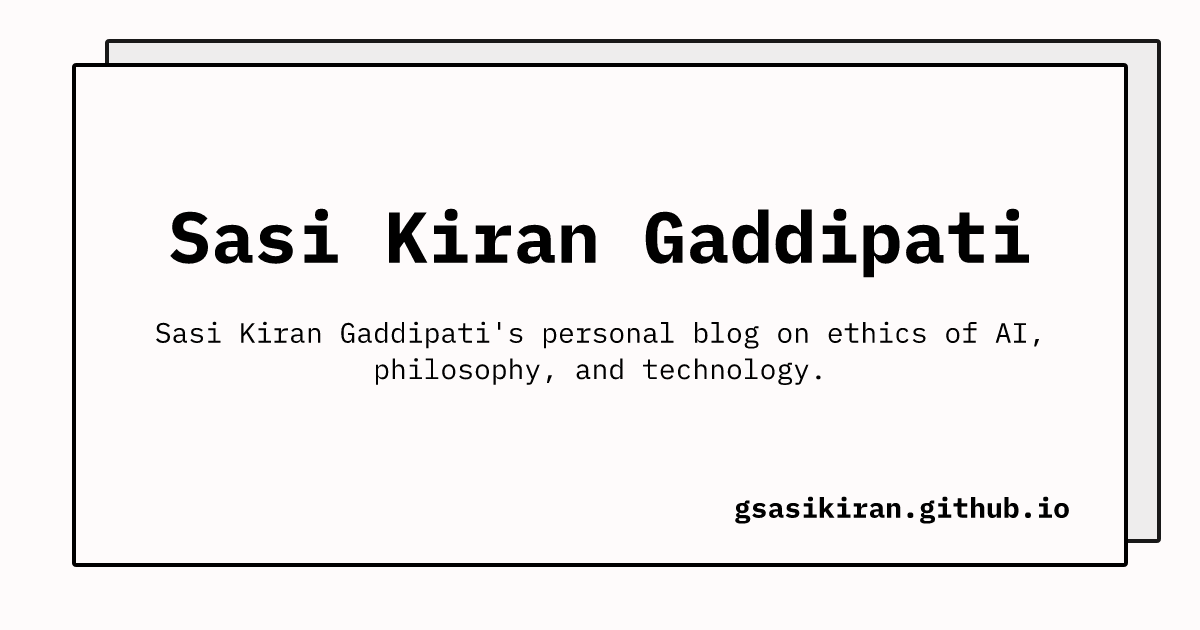 Sasi Kiran Gaddipati
Sasi Kiran Gaddipati's personal blog on ethics of AI,
philosophy, and technology.
gsasikiran.github.io